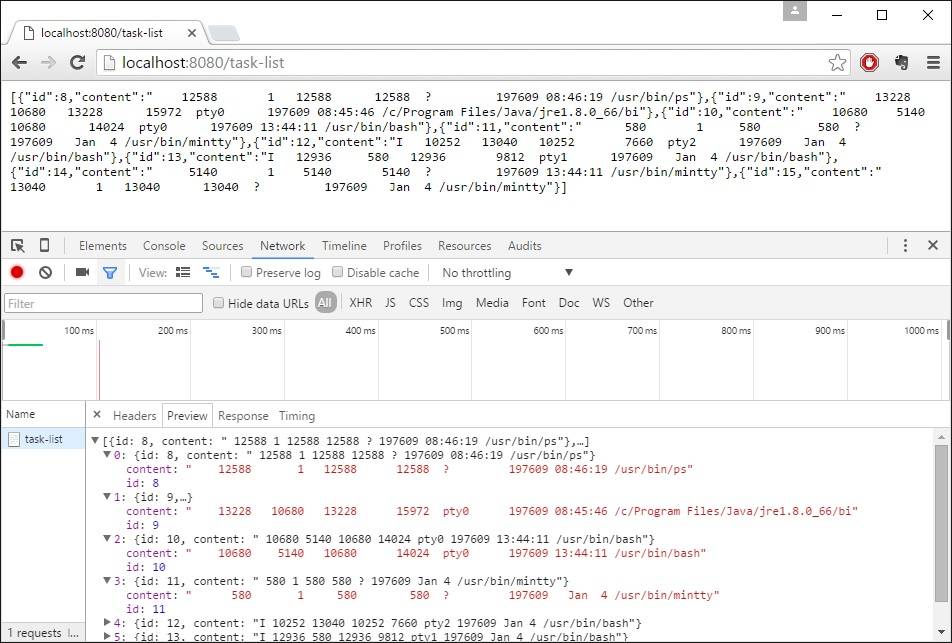 localhost:8080/task-list
localhost:8080/task-list
[{"id":8,"content":"    12588       1   12588      12588  ?         197609 08:46:19 /usr/bin/ps"},{"id":9,"content":"   13228
10680   13228      15972  pty0      197609 08:45:46 /c/Program Files/Java/jre1.8.0_66/bi"},{"id":10,"content":"    10680    5140
10680      14024  pty0      197609 13:44:11 /usr/bin/bash"},{"id":11,"content":"      580       1     580        580  ?
197609   Jan  4 /usr/bin/mintty"},{"id":12,"content":"I   10252   13040   10252       7660  pty2      197609   Jan  4
/usr/bin/bash"},{"id":13,"content":"I   12936     580   12936       9812  pty1      197609   Jan  4 /usr/bin/bash"},
{"id":14,"content":"     5140       1    5140       5140  ?         197609 13:44:11 /usr/bin/mintty"},{"id":15,"content":"
13040       1   13040      13040  ?         197609   Jan  4 /usr/bin/mintty"}]
Elements Console Sources Network Timeline Profiles Resources Audits
View: Preserve log Disable cache No throttling
Filter Hide data URLs All XHR JS CSS Img Media Font Doc WS Other
100 ms 200 ms 300 ms 400 ms 500 ms 600 ms 700 ms 800 ms 900 ms 1000 ms
Name Headers Preview Response Timing
task-list
[{id: 8, content: " 12588 1 12588 12588 ? 197609 08:46:19 /usr/bin/ps"},…]
0: {id: 8, content: " 12588 1 12588 12588 ? 197609 08:46:19 /usr/bin/ps"}
content: "    12588       1   12588      12588  ?         197609 08:46:19 /usr/bin/ps"
id: 8
1: {id: 9,…}
content: "    13228   10680   13228      15972  pty0      197609 08:45:46 /c/Program Files/Java/jre1.8.0_66/bi"
id: 9
2: {id: 10, content: " 10680 5140 10680 14024 pty0 197609 13:44:11 /usr/bin/bash"}
content: "    10680    5140   10680      14024  pty0      197609 13:44:11 /usr/bin/bash"
id: 10
3: {id: 11, content: " 580 1 580 580 ? 197609 Jan 4 /usr/bin/mintty"}
content: "      580       1     580        580  ?         197609   Jan  4 /usr/bin/mintty"
id: 11
4: {id: 12, content: "I 10252 13040 10252 7660 pty2 197609 Jan 4 /usr/bin/bash"}
5: {id: 13, content: "I 12936 580 12936 9812 pty1 197609 Jan 4 /usr/bin/bash"}
1 requests |...